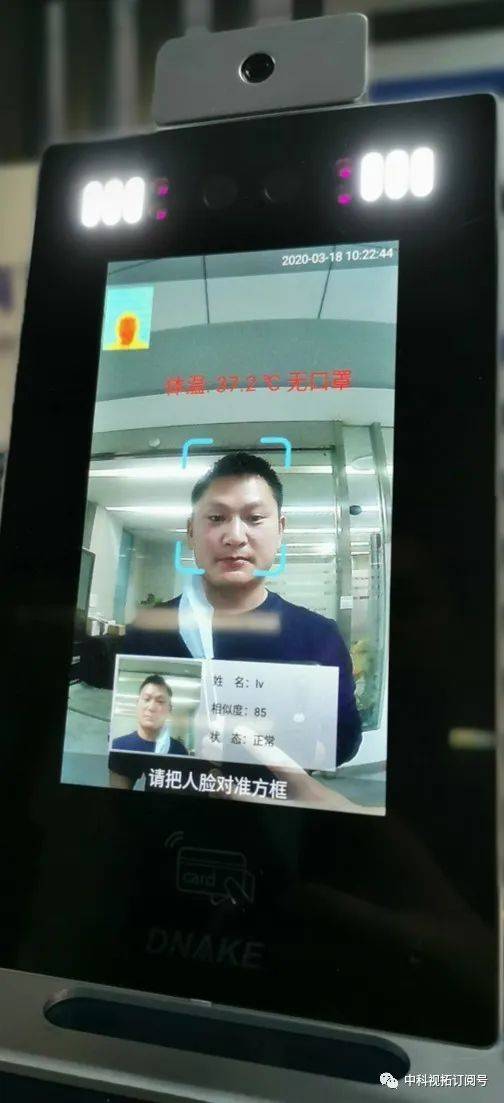 2020-03-18 10:22:44
体温:37.2℃ 无口罩
姓 名:lv
相似度:85
状 态:正常
请把人脸对准方框
card
DNAKE
中科视拓订阅号